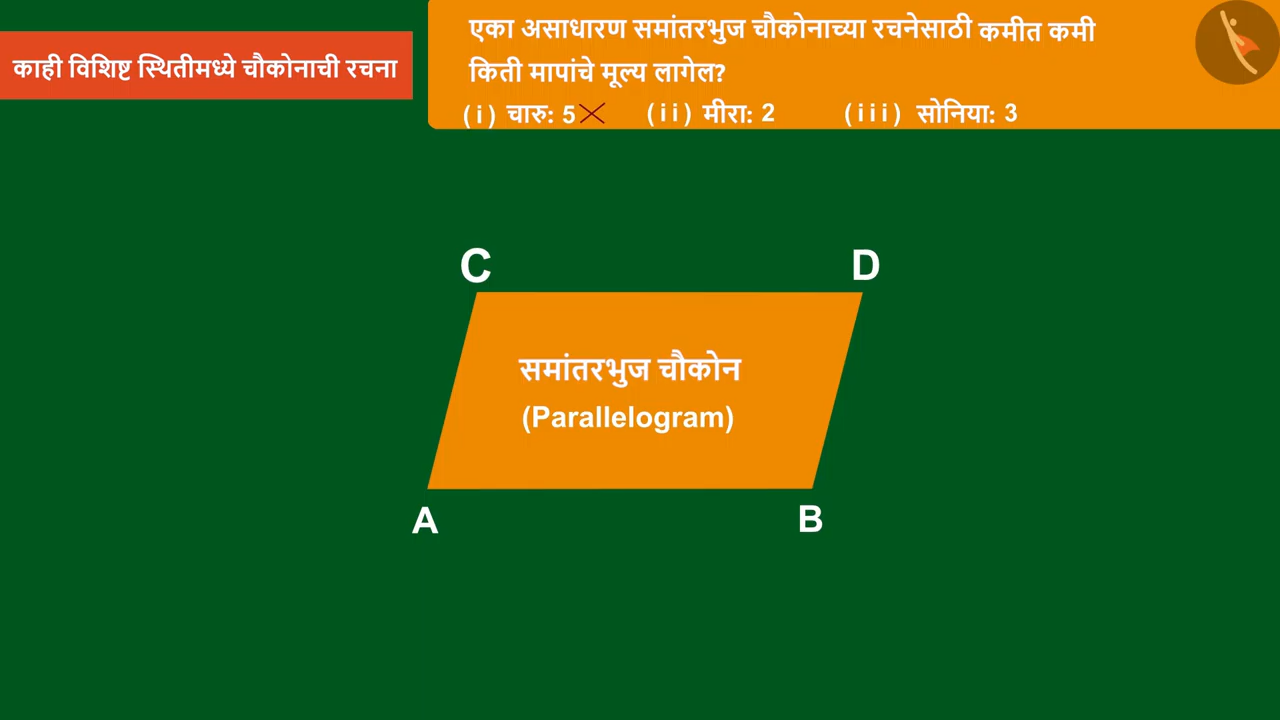 काही विशिष्ट स्थितीमध्ये चौकोनाची रचना
एका असाधारण समांतरभुज चौकोनाच्या रचनेसाठी कमीत कमी
किती मापांचे मूल्य लागेल?
(i) चारु: 5 (ii) मीरा: 2 (iii) सोनिया: 3
C D
समांतरभुज चौकोन
(Parallelogram)
A B